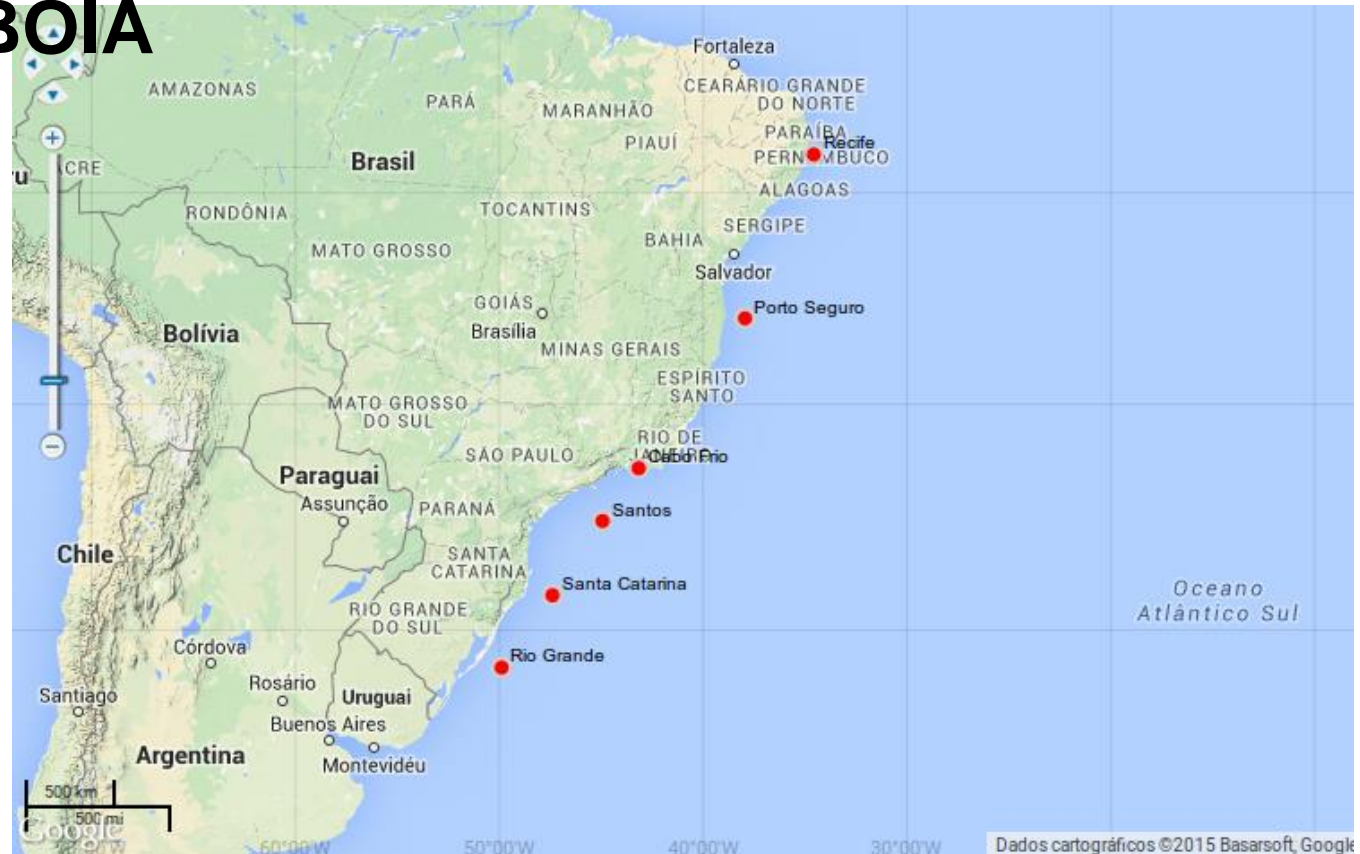 BOIA
Fortaleza
AMAZONAS
CEARÁ
RIO GRANDE
DO NORTE
PARÁ
MARANHÃO
PARAÍBA
Recife
PIAUÍ
PERNAMBUCO
Brasil
ACRE
ALAGOAS
RONDÔNIA
TOCANTINS
SERGIPE
BAHIA
MATO GROSSO
Salvador
GOIÁS
Porto Seguro
Brasília
Bolívia
MINAS GERAIS
ESPÍRITO
SANTO
MATO GROSSO
DO SUL
RIO DE
JANEIRO
Cabo Frio
SÃO PAULO
Paraguai
Assunção
PARANÁ
Santos
Chile
SANTA
CATARINA
Santa Catarina
Oceano
Atlântico Sul
RIO GRANDE
DO SUL
Córdova
Rio Grande
Rosário
Santiago
Uruguai
Buenos Aires
Argentina
Montevidéu
500 km
500 mi
Google
60°00'W
50°00'W
40°00'W
30°00'W
Dados cartográficos ©2015 Basarsoft, Google